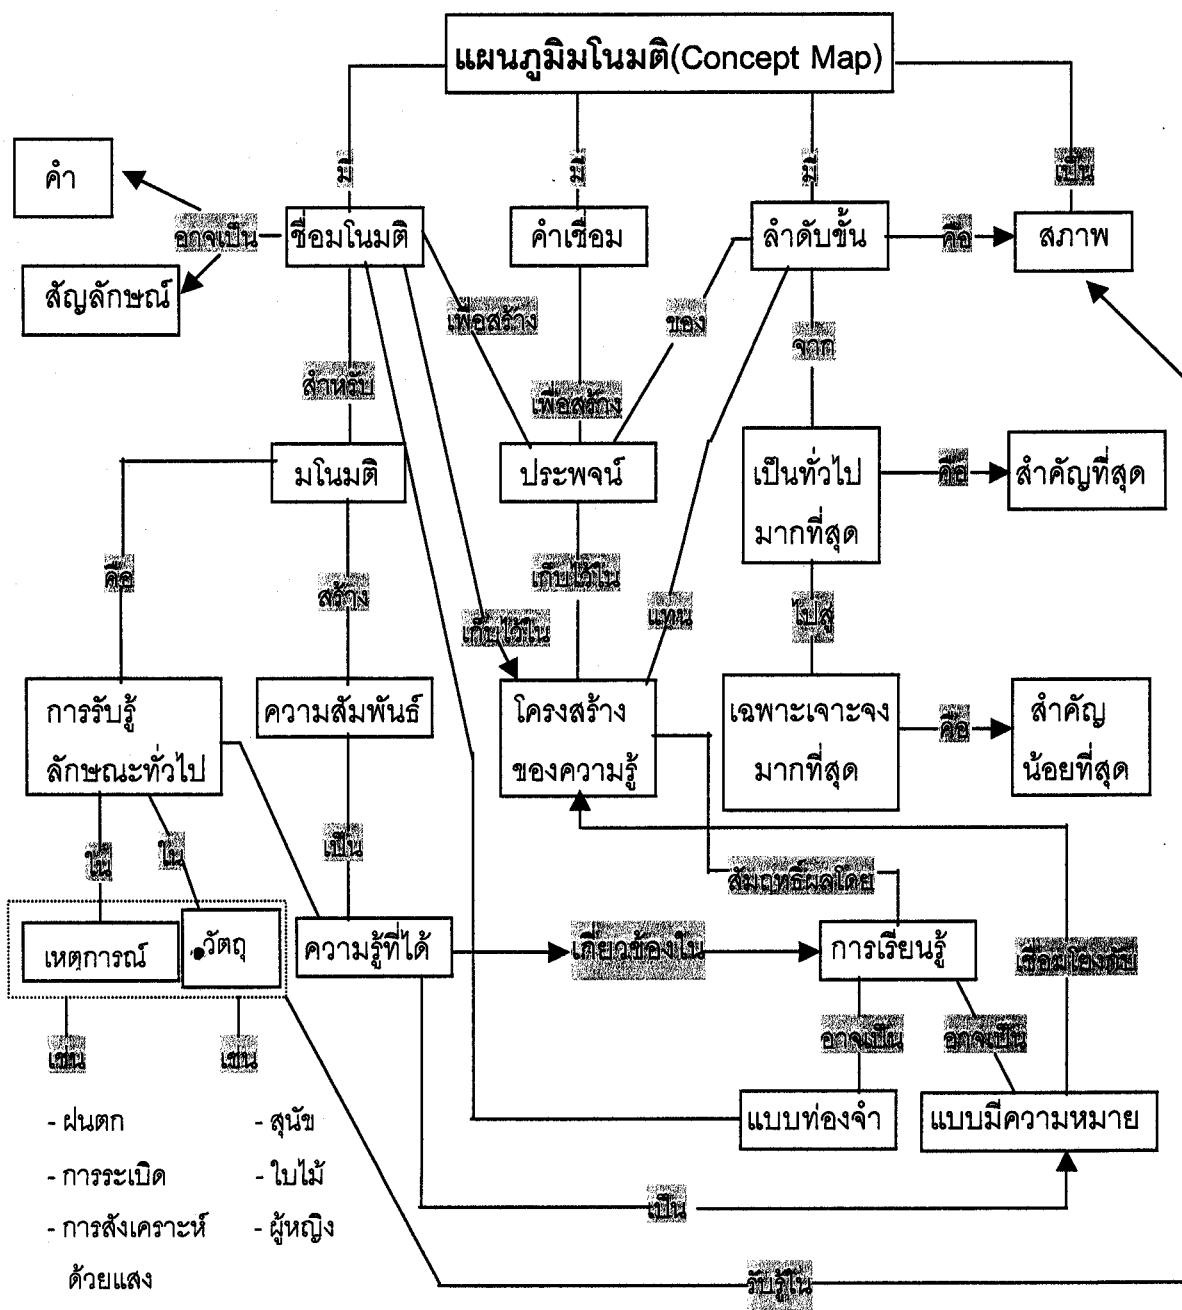 แผนภูมิมโนมติ(Concept Map)
มี
มี
มี
เป็น
คำ
อาจเป็น
ชื่อมโนมติ
คำเชื่อม
ลำดับขั้น
คือ
สภาพ
สัญลักษณ์
เพื่อสร้าง
ของ
จาก
สำหรับ
เพื่อสร้าง
มโนมติ
ประพจน์
เป็นทั่วไป
มากที่สุด
คือ
สำคัญที่สุด
คือ
สร้าง
เก็บไว้ใน
เก็บไว้ใน
แทน
ไปสู่
การรับรู้
ลักษณะทั่วไป
ความสัมพันธ์
โครงสร้าง
ของความรู้
เฉพาะเจาะจง
มากที่สุด
คือ
สำคัญ
น้อยที่สุด
ใน
ใน
เป็น
สัมฤทธิ์ผลโดย
เหตุการณ์
วัตถุ
ความรู้ที่ได้
เกี่ยวข้องใน
การเรียนรู้
เชื่อมโยงกับ
เช่น
เช่น
อาจเป็น
อาจเป็น
- ฝนตก
- สุนัข
แบบท่องจำ
แบบมีความหมาย
- การระเบิด
- ใบไม้
- การสังเคราะห์
ด้วยแสง
- ผู้หญิง
เป็น
รับรู้ใน